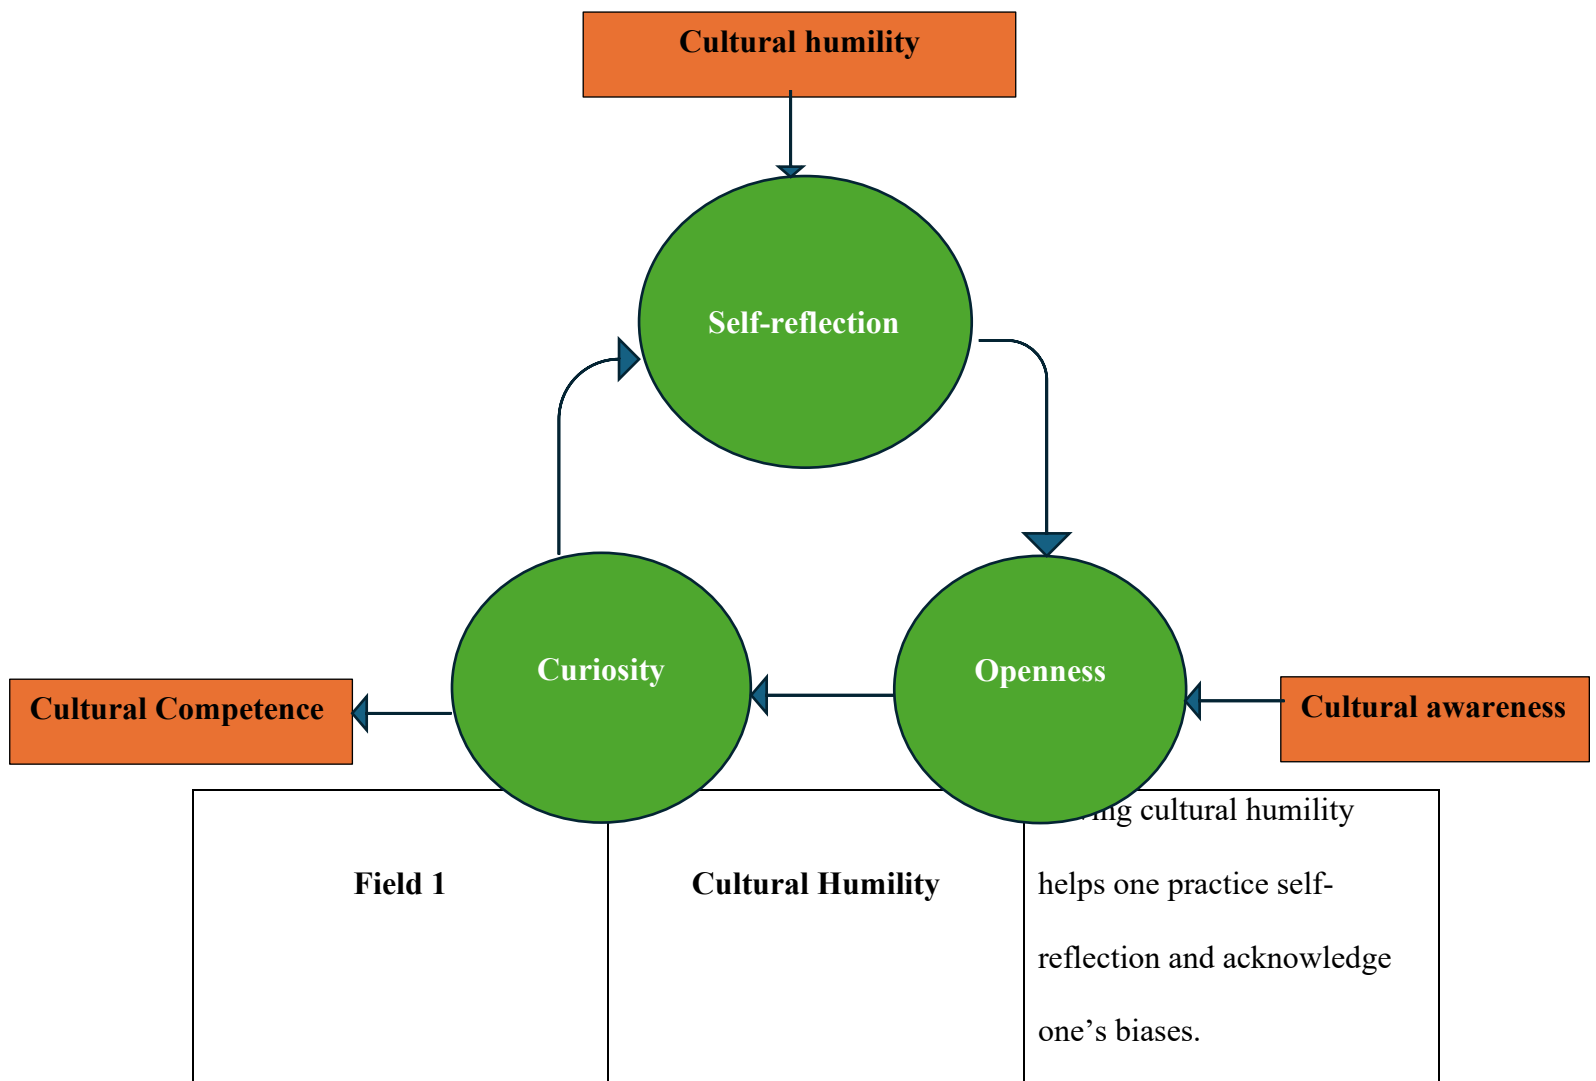 Cultural humility
Self-reflection
Curiosity
Openness
Cultural Competence
Cultural awareness
cultural humility
Field 1
Cultural Humility
helps one practice self-
reflection and acknowledge
one’s biases.